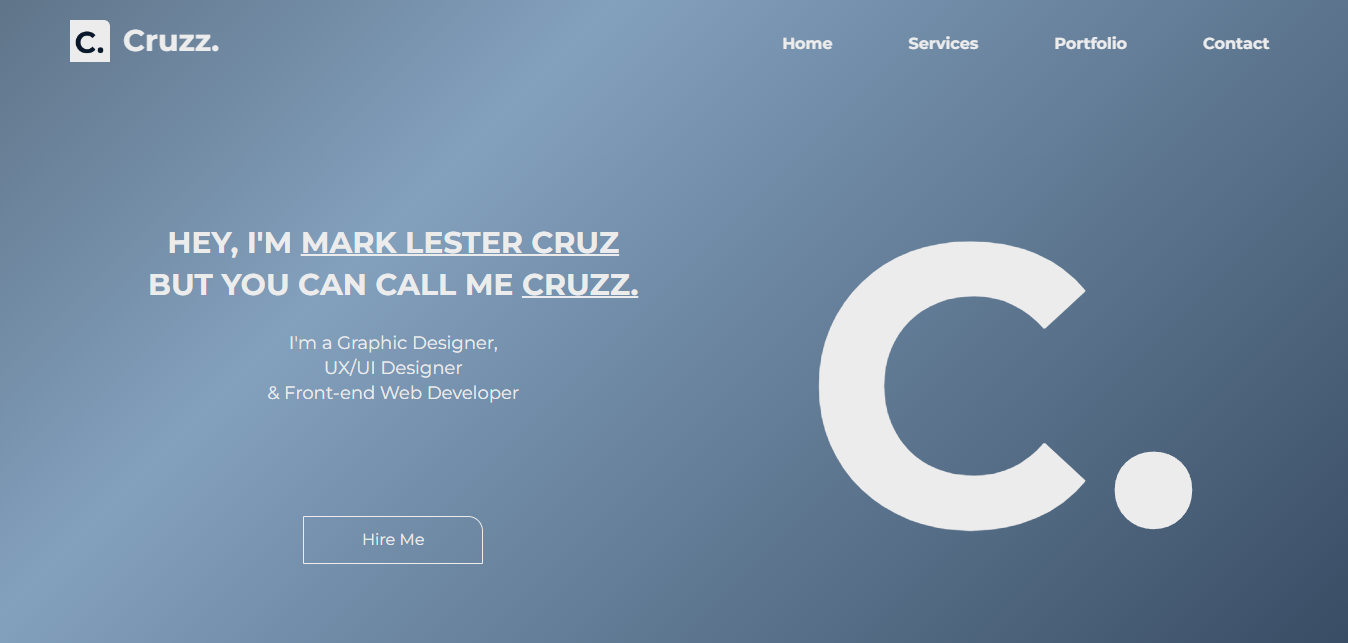 C. Cruzz.
Home Services Portfolio Contact
HEY, I'M MARK LESTER CRUZ
BUT YOU CAN CALL ME CRUZZ.
I'm a Graphic Designer,
UX/UI Designer
& Front-end Web Developer
C.
Hire Me